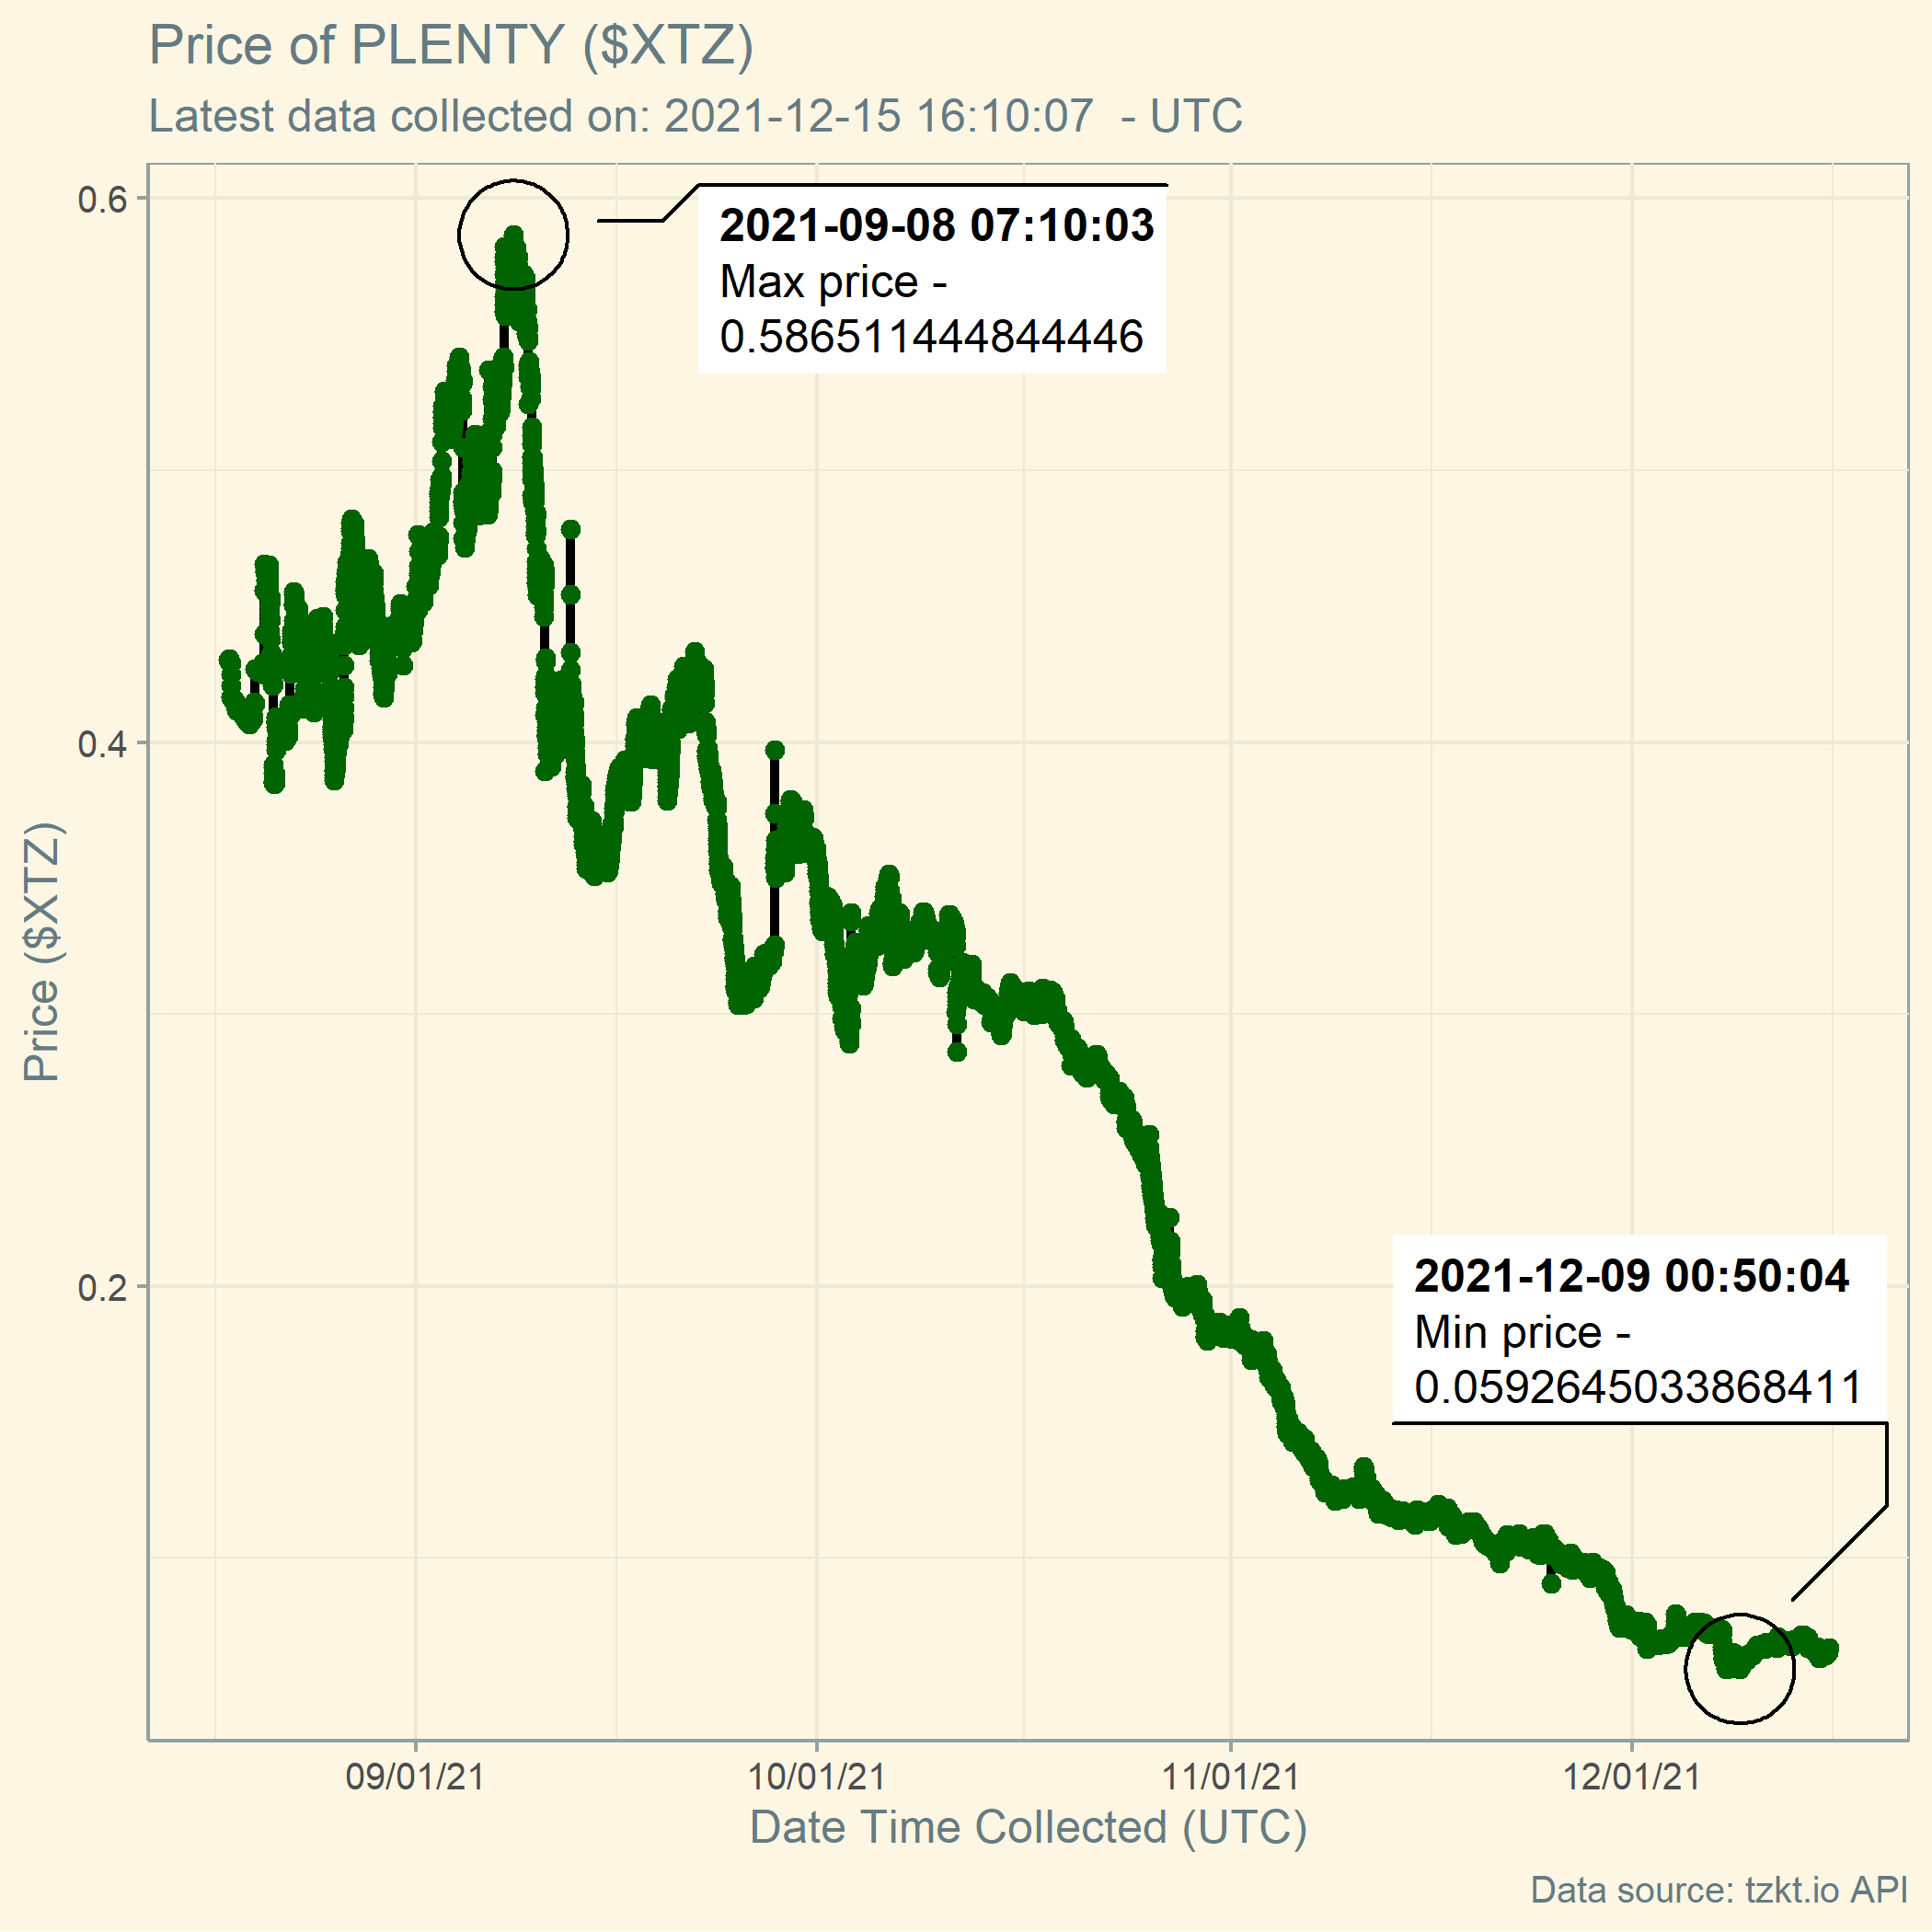 Price of PLENTY ($XTZ)
Latest data collected on: 2021-12-15 16:10:07  - UTC
0.6
2021-09-08 07:10:03
Max price -
0.586511444844446
0.4
Price ($XTZ)
0.2
2021-12-09 00:50:04
Min price -
0.0592645033868411
09/01/21
10/01/21
11/01/21
12/01/21
Date Time Collected (UTC)
Data source: tzkt.io API